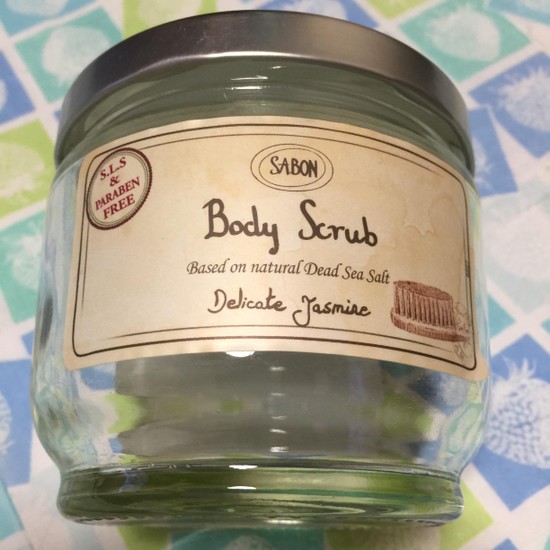 SABON
S.L.S
&
PARABEN
FREE
Body Scrub
Based on natural Dead Sea Salt
Delicate Jasmine